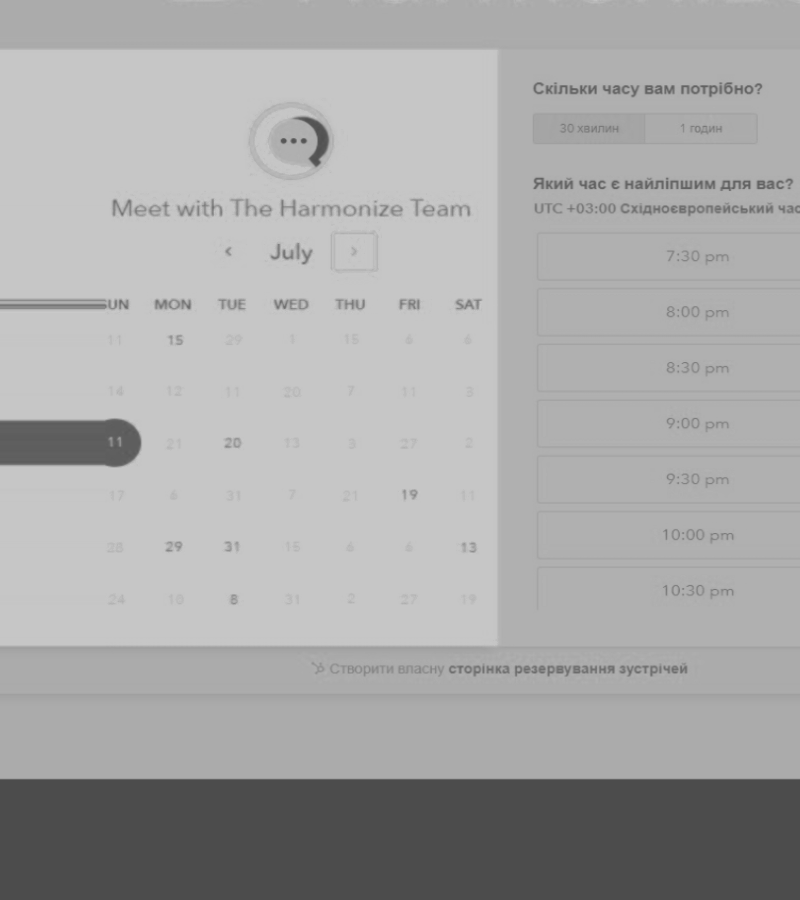 Meet with The Harmonize Team
July
UN MON TUE WED THU FRI SAT
11 15 29 1 15 6 6
14 12 11 20 7 11 3
11 21 20 13 3 27 2
17 6 31 7 21 19 11
28 29 31 15 6 6 13
24 10 8 31 2 27 19
Скільки часу вам потрібно?
30 хвилин 1 годин
Який час є найліпшим для вас?
UTC +03:00 Східноєвропейський час
7:30 pm
8:00 pm
8:30 pm
9:00 pm
9:30 pm
10:00 pm
10:30 pm
Створити власну сторінка резервування зустрічей